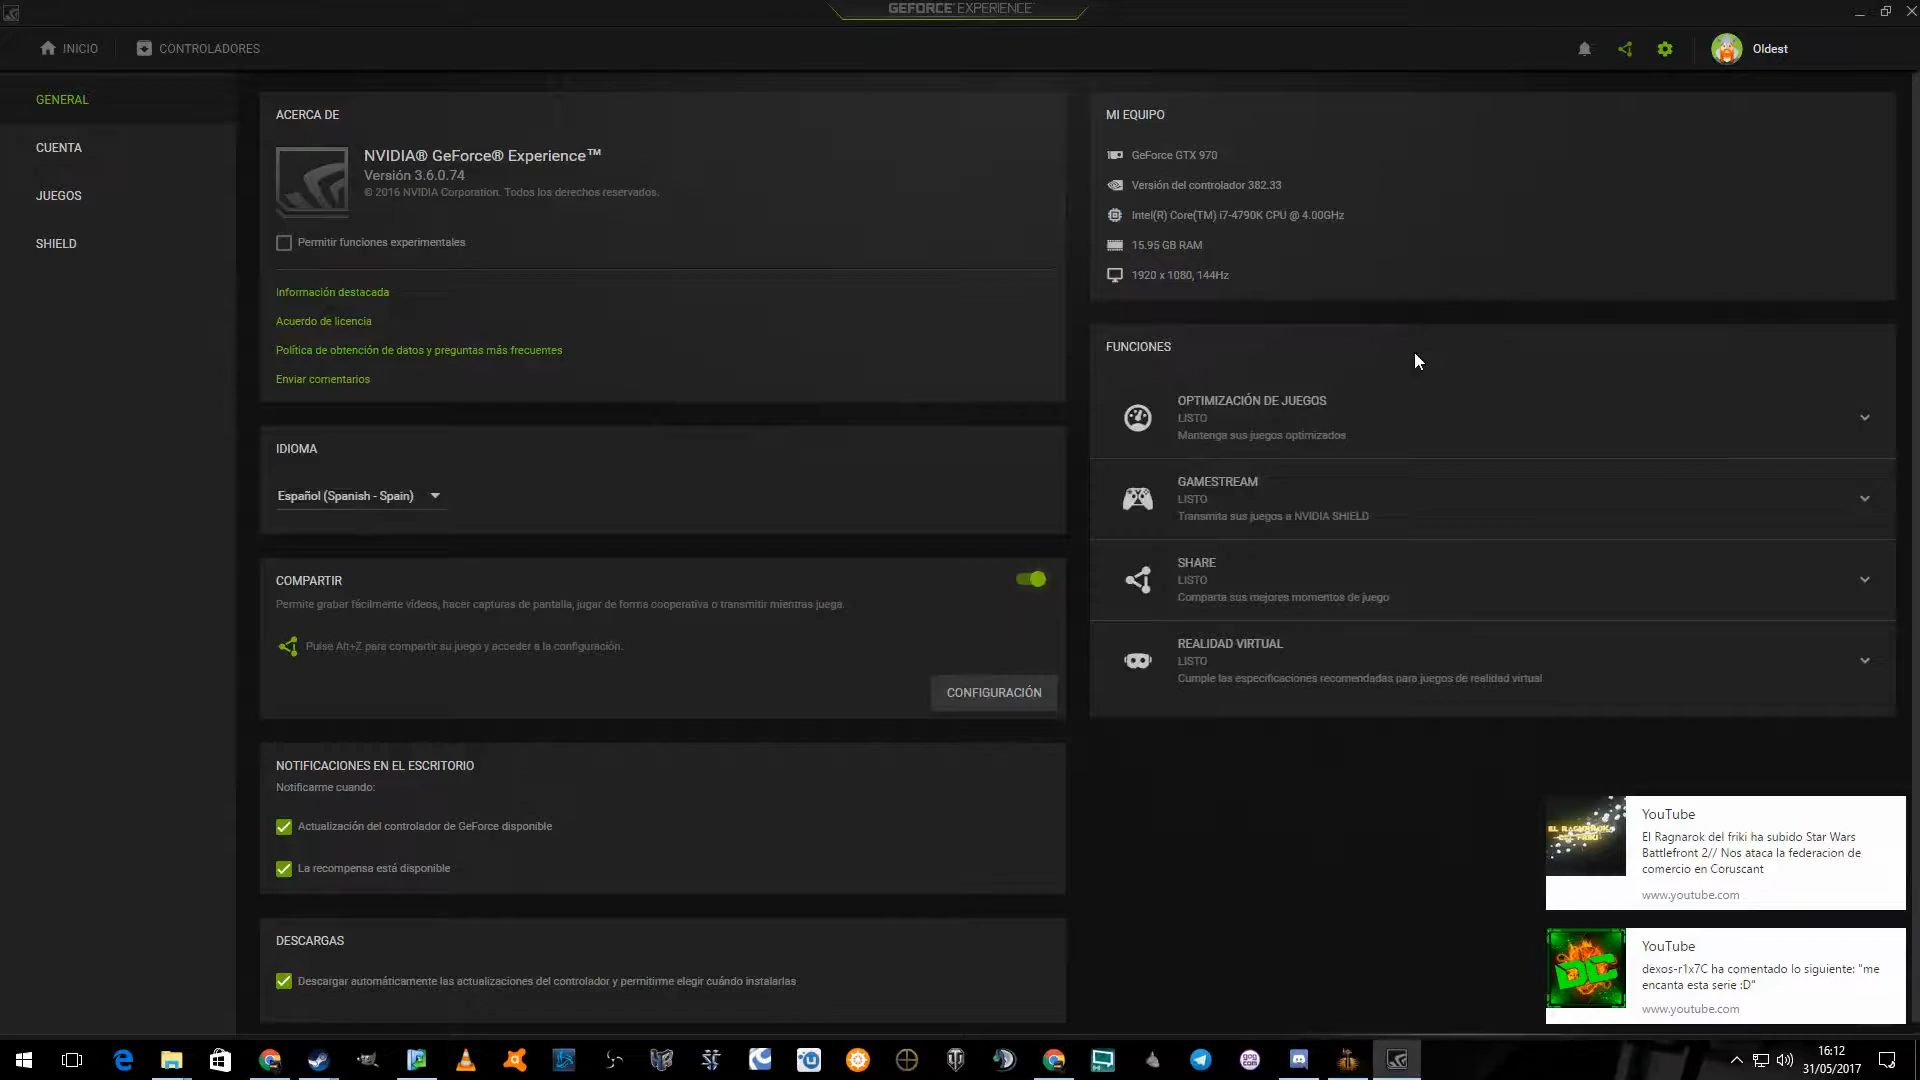 GEFORCE EXPERIENCE
INICIO
CONTROLADORES
Oldest
GENERAL
CUENTA
JUEGOS
SHIELD
ACERCA DE
NVIDIA® GeForce® Experience™
Versión 3.6.0.74
© 2016 NVIDIA Corporation. Todos los derechos reservados.
Permitir funciones experimentales
Información destacada
Acuerdo de licencia
Política de obtención de datos y preguntas más frecuentes
Enviar comentarios
IDIOMA
Español (Spanish - Spain)
COMPARTIR
Permite grabar fácilmente vídeos, hacer capturas de pantalla, jugar de forma cooperativa o transmitir mientras juega.
Pulse Alt+Z para compartir su juego y acceder a la configuración.
CONFIGURACIÓN
NOTIFICACIONES EN EL ESCRITORIO
Notificarme cuando:
Actualización del controlador de GeForce disponible
La recompensa está disponible
DESCARGAS
Descargar automáticamente las actualizaciones del controlador y permitirme elegir cuándo instalarlas
MI EQUIPO
GeForce GTX 970
Versión del controlador 382.33
Intel(R) Core(TM) i7-4790K CPU @ 4.00GHz
15.95 GB RAM
1920 x 1080, 144Hz
FUNCIONES
OPTIMIZACIÓN DE JUEGOS
LISTO
Mantenga sus juegos optimizados
GAMESTREAM
LISTO
Transmita sus juegos a NVIDIA SHIELD
SHARE
LISTO
Comparta sus mejores momentos de juego
REALIDAD VIRTUAL
LISTO
Cumple las especificaciones recomendadas para juegos de realidad virtual
EL RAGNAROK
DEL FRIKI
YouTube
El Ragnarok del friki ha subido Star Wars
Battlefront 2// Nos ataca la federacion de
comercio en Coruscant
www.youtube.com
DC
YouTube
dexos-r1x7C ha comentado lo siguiente: "me
encanta esta serie :D"
www.youtube.com
16:12
31/05/2017